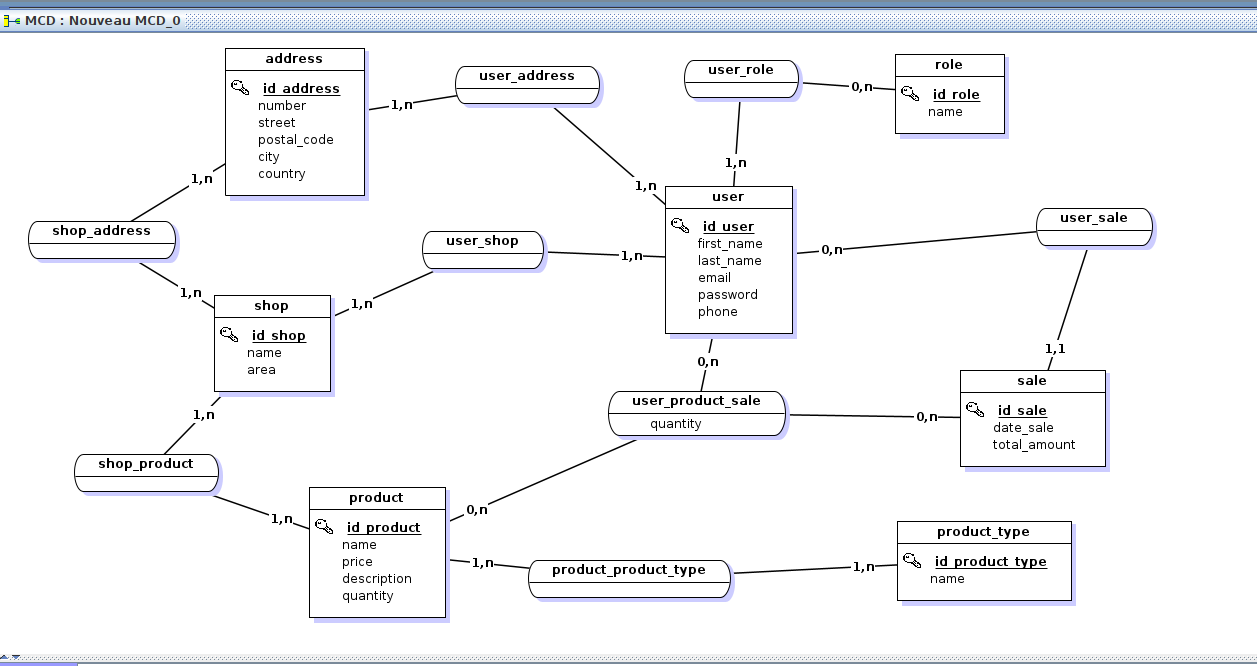 MCD : Nouveau MCD_0
address
id_address
number
street
postal_code
city
country
user_address
user_role
role
id_role
name
0,n
1,n
1,n
1,n
1,n
shop_address
user_shop
user
id_user
first_name
last_name
email
password
phone
user_sale
0,n
1,n
1,n
1,n
shop
id_shop
name
area
0,n
1,1
user_product_sale
quantity
0,n
sale
id_sale
date_sale
total_amount
1,n
shop_product
1,n
0,n
product
id_product
name
price
description
quantity
1,n
product_product_type
1,n
product_type
id_product_type
name